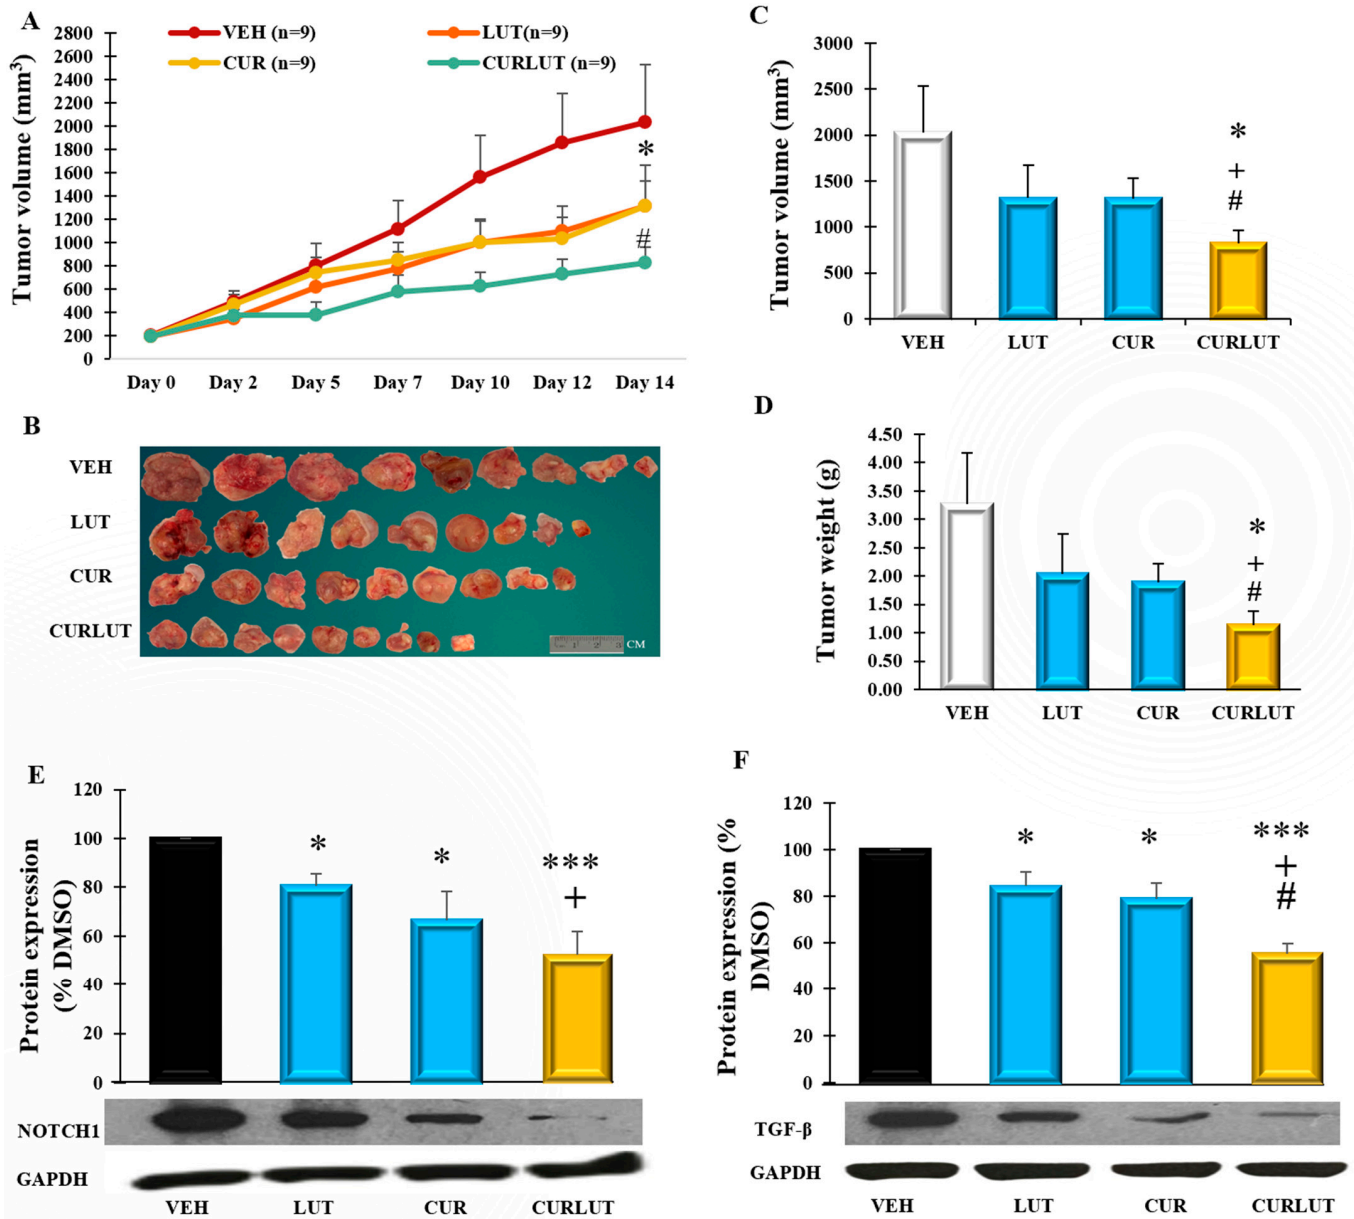 A
VEH (n=9)
LUT(n=9)
CUR (n=9)
CURLUT (n=9)
Tumor volume (mm³)
2800
2600
2400
2200
2000
1800
1600
1400
1200
1000
800
600
400
200
0
*
#
Day 0 Day 2 Day 5 Day 7 Day 10 Day 12 Day 14
B
VEH
LUT
CUR
CURLUT
1 2 3 CM
C
Tumor volume (mm³)
3000
2500
2000
1500
1000
500
0
*
+
#
VEH LUT CUR CURLUT
D
Tumor weight (g)
4.50
4.00
3.50
3.00
2.50
2.00
1.50
1.00
0.50
0.00
*
+
#
VEH LUT CUR CURLUT
E
Protein expression
(% DMSO)
120
100
80
60
40
20
0
* * ***
+
NOTCH1
GAPDH
VEH LUT CUR CURLUT
F
Protein expression (%
DMSO)
120
100
80
60
40
20
0
* * ***
+
#
TGF-β
GAPDH
VEH LUT CUR CURLUT